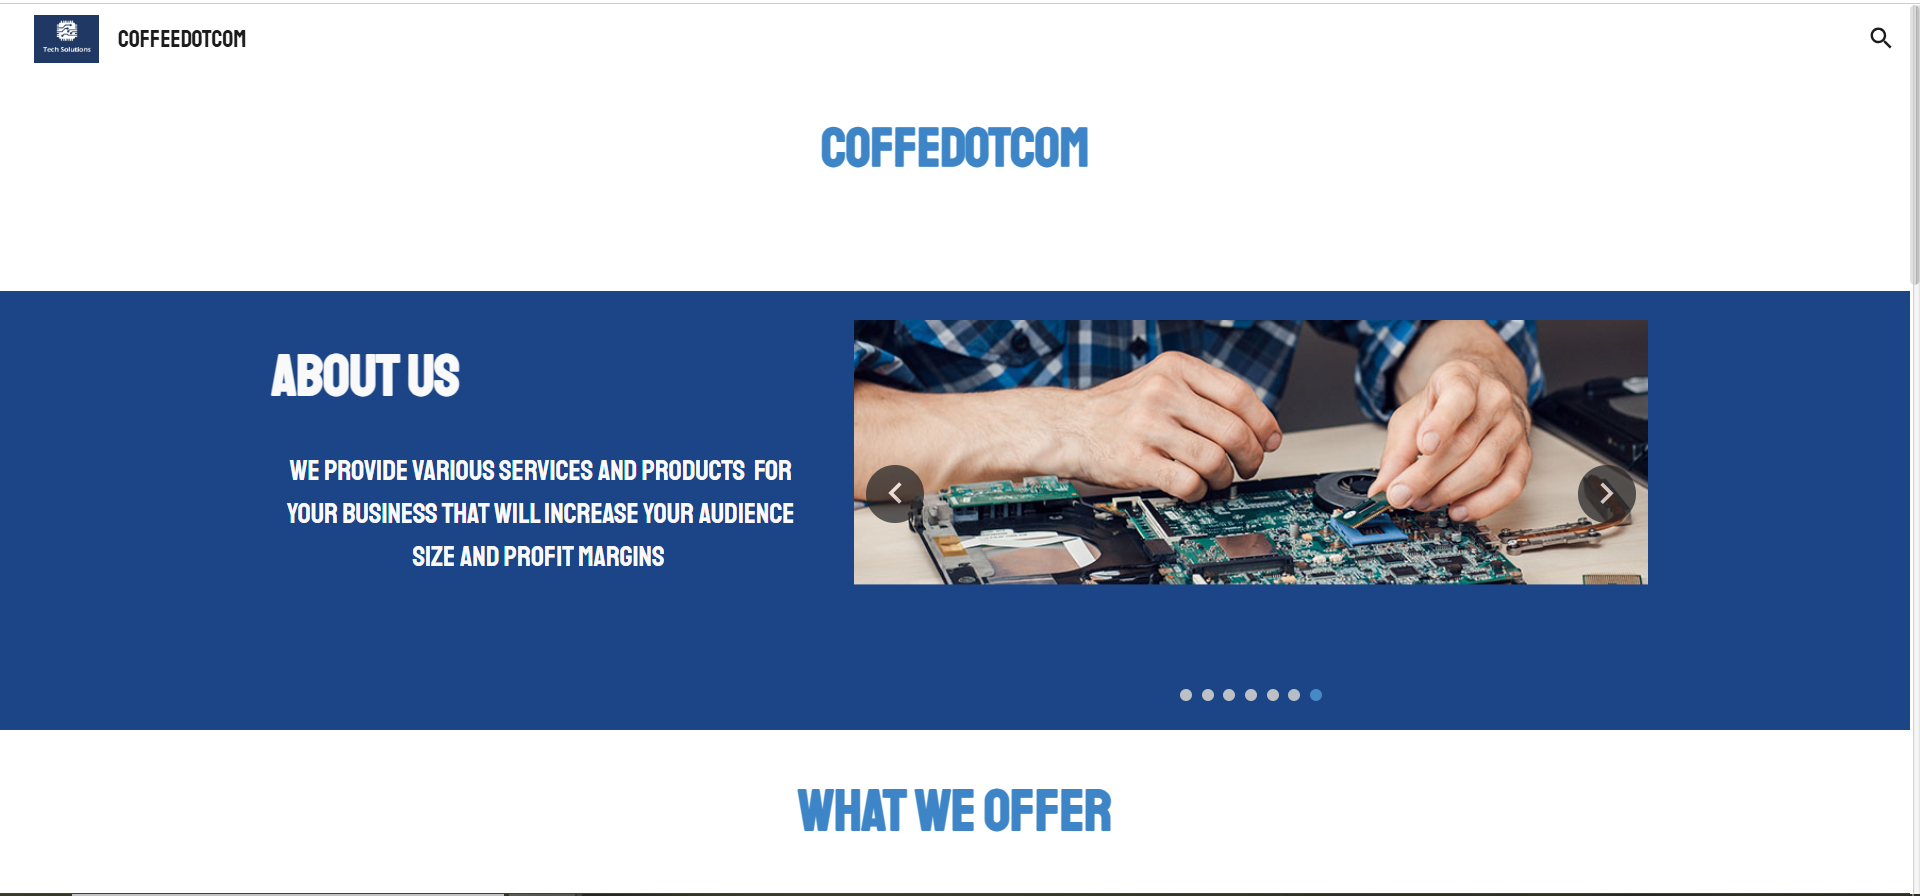 Tech Solutions
COFFEEDOTCOM
COFFEDOTCOM
ABOUT US
WE PROVIDE VARIOUS SERVICES AND PRODUCTS FOR
YOUR BUSINESS THAT WILL INCREASE YOUR AUDIENCE
SIZE AND PROFIT MARGINS
WHAT WE OFFER